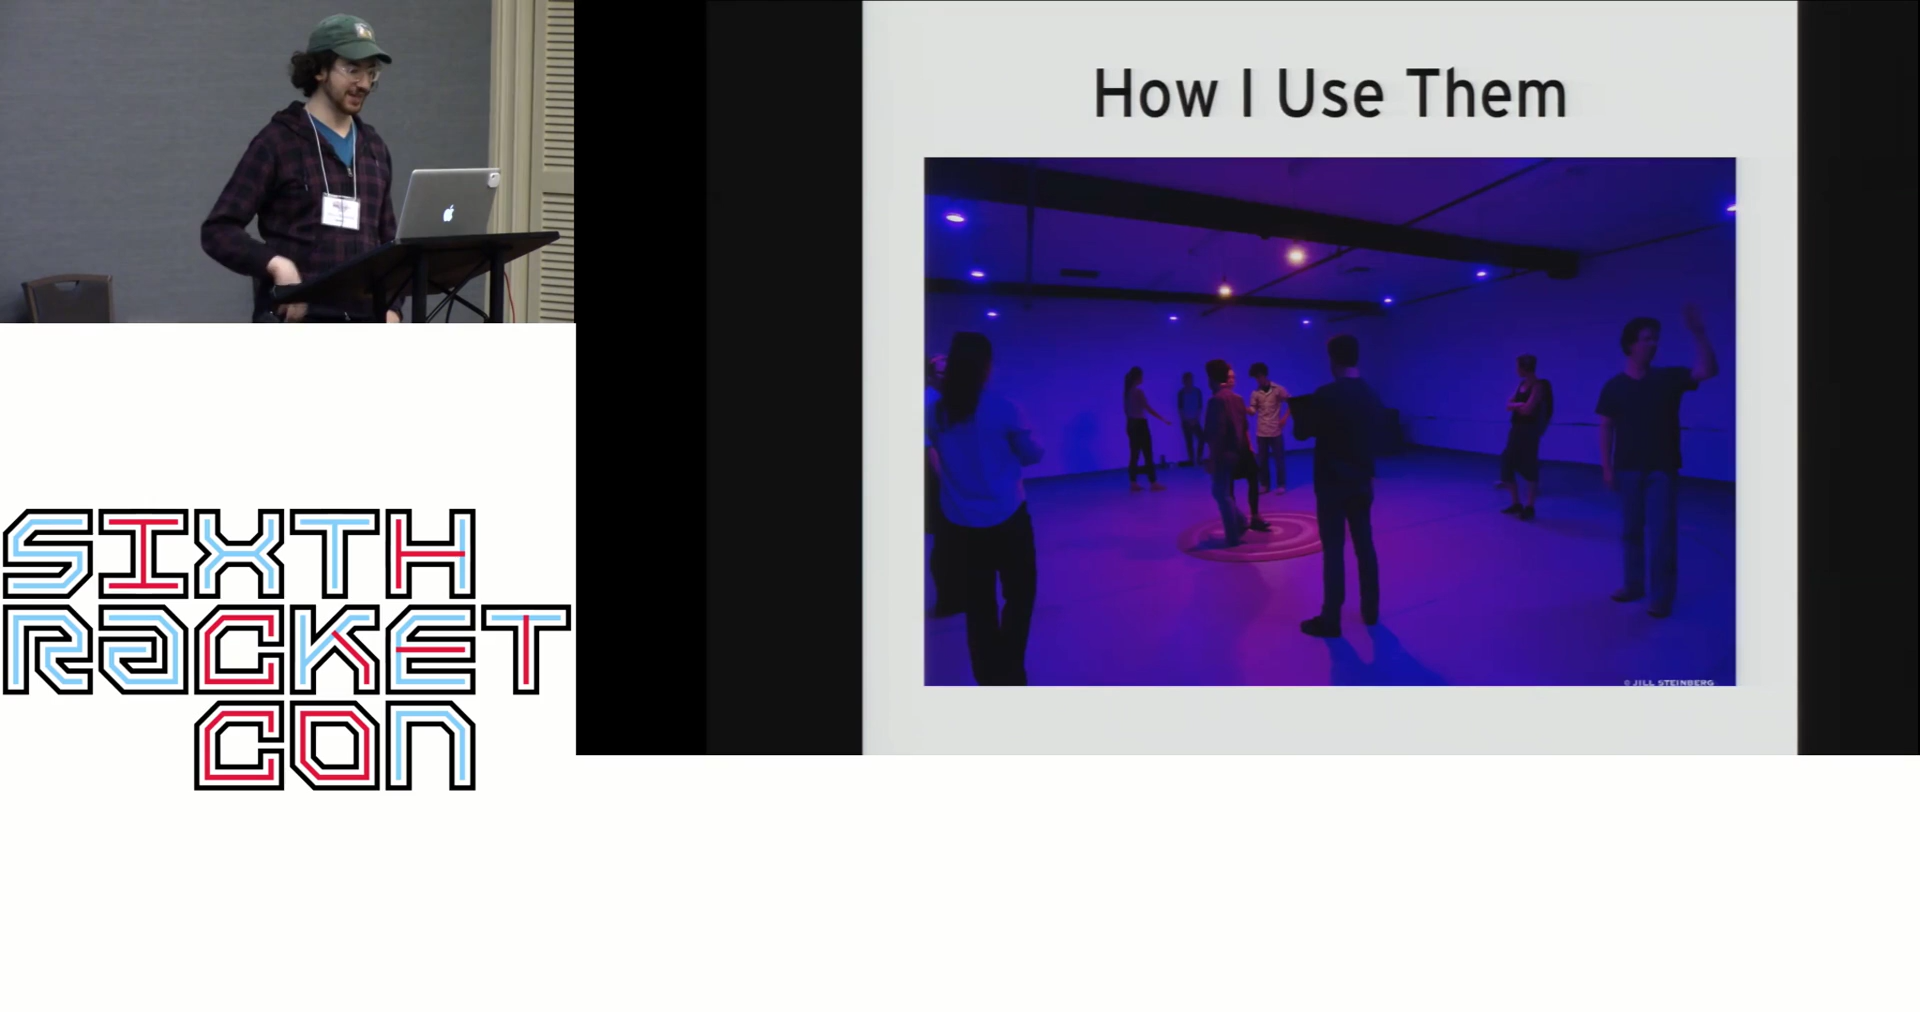 How I Use Them
© JILL STEINBERG
SIXTH
RACKET
CON